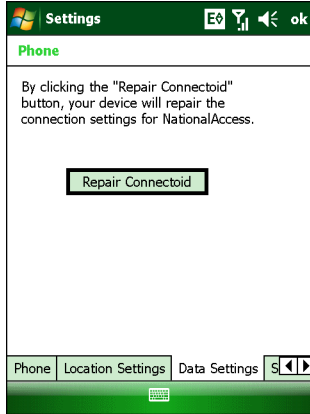 Settings
E
ok
Phone
By clicking the "Repair Connectoid"
button, your device will repair the
connection settings for NationalAccess.
Repair Connectoid
Phone Location Settings Data Settings S